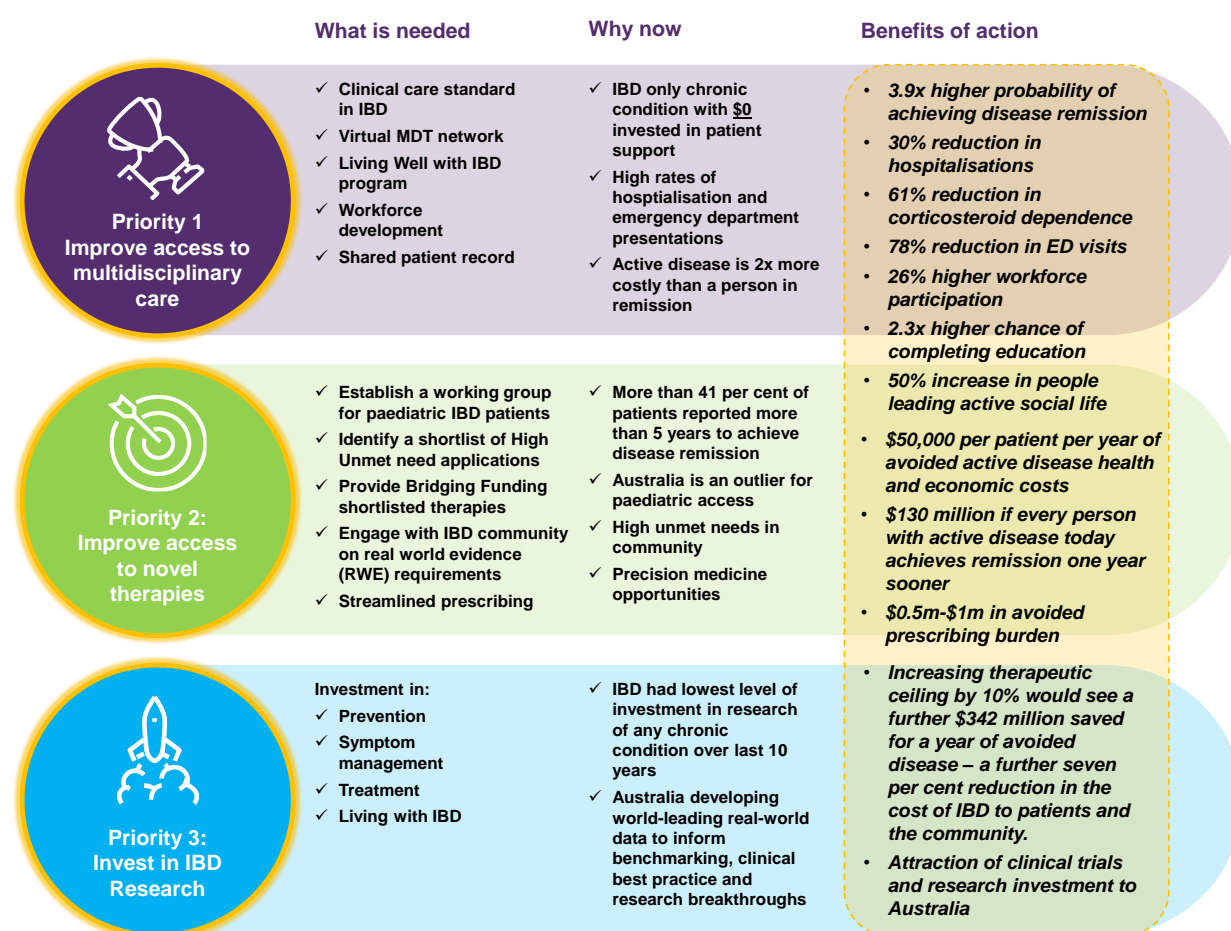 What is needed
Why now
Benefits of action
Priority 1
Improve access to
multidisciplinary
care
✓ Clinical care standard
in IBD
✓ Virtual MDT network
✓ Living Well with IBD
program
✓ Workforce
development
✓ Shared patient record
✓ IBD only chronic
condition with $0
invested in patient
support
✓ High rates of
hosptialisation and
emergency department
presentations
✓ Active disease is 2x more
costly than a person in
remission
• 3.9x higher probability of
achieving disease remission
• 30% reduction in
hospitalisations
• 61% reduction in
corticosteroid dependence
• 78% reduction in ED visits
• 26% higher workforce
participation
• 2.3x higher chance of
completing education
• 50% increase in people
leading active social life
Priority 2:
Improve access
to novel
therapies
✓ Establish a working group
for paediatric IBD patients
✓ Identify a shortlist of High
Unmet need applications
✓ Provide Bridging Funding
shortlisted therapies
✓ Engage with IBD community
on real world evidence
(RWE) requirements
✓ Streamlined prescribing
✓ More than 41 per cent of
patients reported more
than 5 years to achieve
disease remission
✓ Australia is an outlier for
paediatric access
✓ High unmet needs in
community
✓ Precision medicine
opportunities
• $50,000 per patient per year of
avoided active disease health
and economic costs
• $130 million if every person
with active disease today
achieves remission one year
sooner
• $0.5m-$1m in avoided
prescribing burden
Priority 3:
Invest in IBD
Research
Investment in:
✓ Prevention
✓ Symptom
management
✓ Treatment
✓ Living with IBD
✓ IBD had lowest level of
investment in research
of any chronic
condition over last 10
years
✓ Australia developing
world-leading real-world
data to inform
benchmarking, clinical
best practice and
research breakthroughs
• Increasing therapeutic
ceiling by 10% would see a
further $342 million saved
for a year of avoided
disease – a further seven
per cent reduction in the
cost of IBD to patients and
the community.
• Attraction of clinical trials
and research investment to
Australia